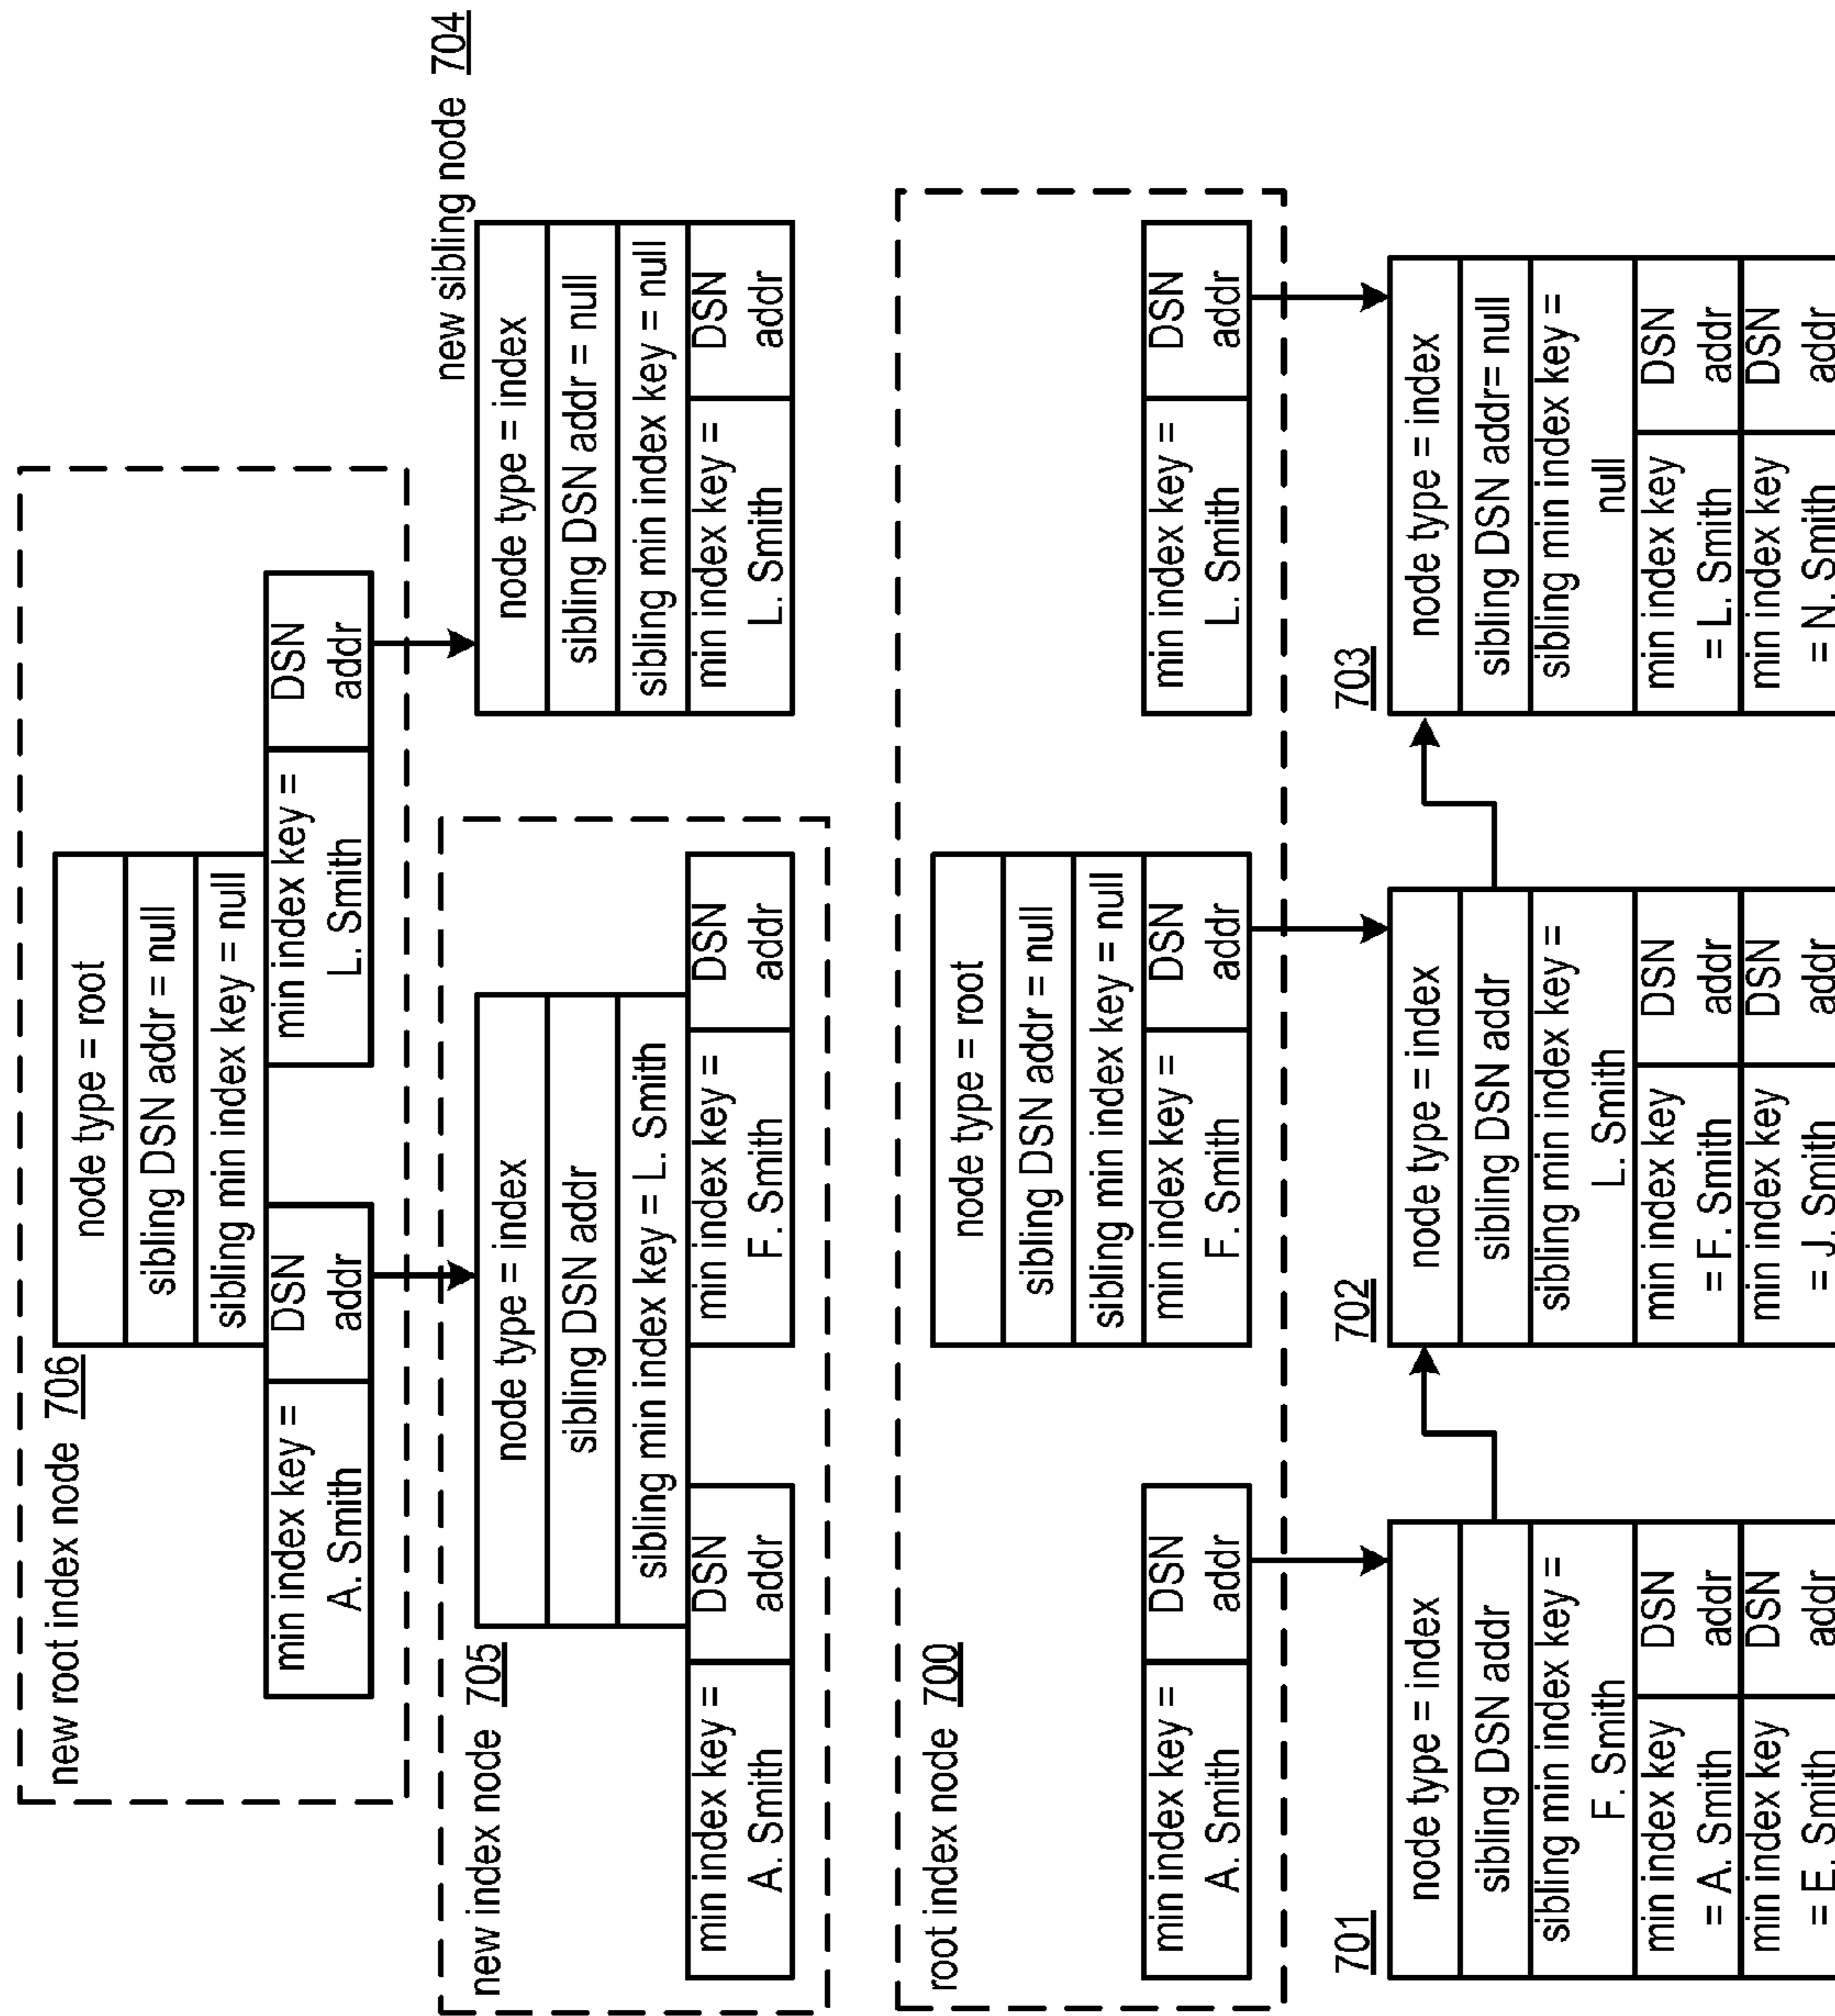 new root index node 706
node type = root
sibling DSN addr = null
sibling min index key = null
min index key =
A. Smith
DSN
addr
min index key =
L. Smith
DSN
addr
new index node 705
node type = index
sibling DSN addr
sibling min index key = L. Smith
min index key =
A. Smith
DSN
addr
min index key =
F. Smith
DSN
addr
new sibling node 704
node type = index
sibling DSN addr = null
sibling min index key = null
min index key =
L. Smith
DSN
addr
root index node 700
node type = root
sibling DSN addr = null
sibling min index key = null
min index key =
A. Smith
DSN
addr
min index key =
F. Smith
DSN
addr
min index key =
L. Smith
DSN
addr
701
node type = index
sibling DSN addr
sibling min index key =
F. Smith
min index key
= A. Smith
DSN
addr
min index key
= E. Smith
DSN
addr
702
node type = index
sibling DSN addr
sibling min index key =
L. Smith
min index key
= F. Smith
DSN
addr
min index key
= J. Smith
DSN
addr
703
node type = index
sibling DSN addr= null
sibling min index key =
null
min index key
= L. Smith
DSN
addr
min index key
= N. Smith
DSN
addr